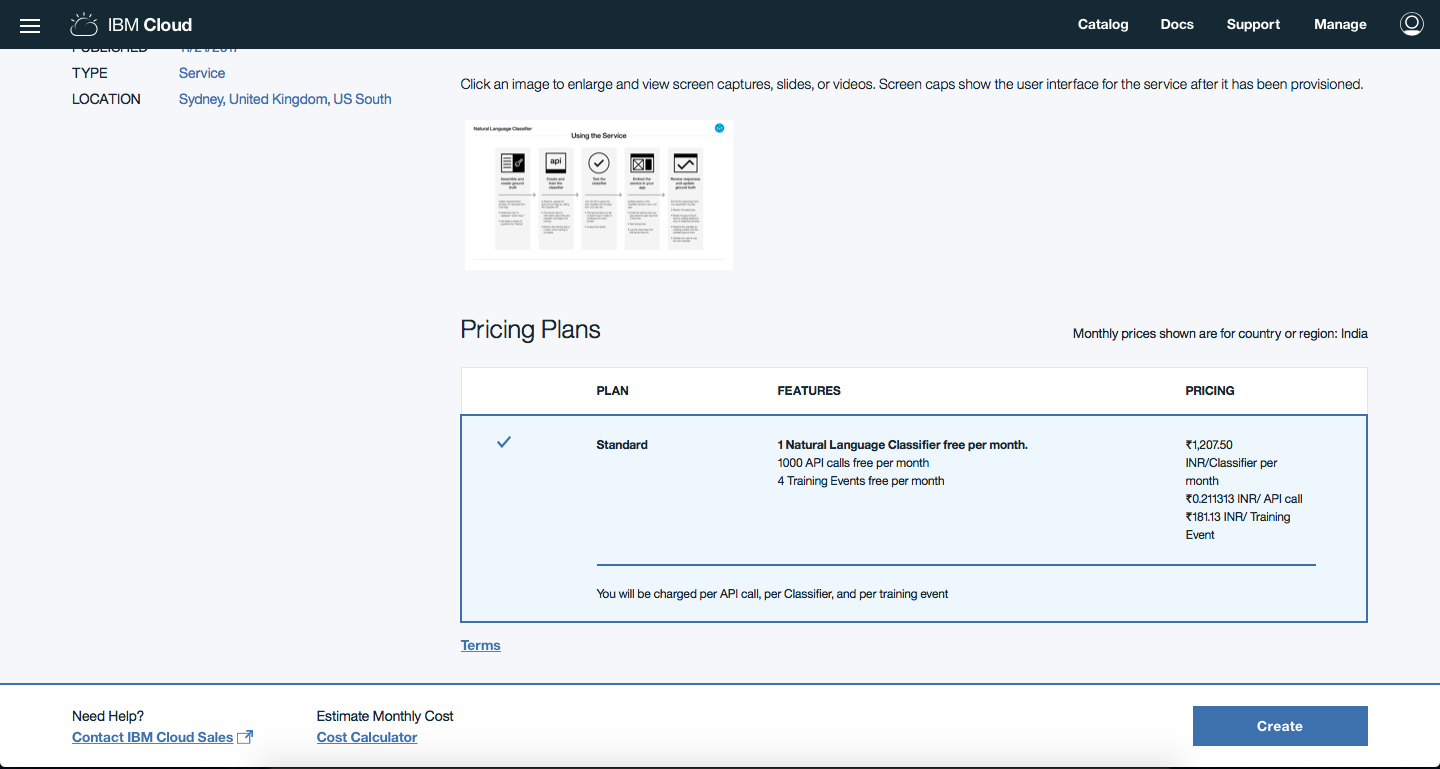 IBM Cloud
Catalog
Docs
Support
Manage
PUBLISHED 11/21/2017
TYPE Service
LOCATION Sydney, United Kingdom, US South
Click an image to enlarge and view screen captures, slides, or videos. Screen caps show the user interface for the service after it has been provisioned.
Natural Language Classifier
Using the Service
api
Assemble and
create ground
truth
Create and
train the
classifier
Test the
classifier
Embed the
service in your
app
Review responses
and update
ground truth
Pricing Plans
Monthly prices shown are for country or region: India
PLAN FEATURES PRICING
Standard
1 Natural Language Classifier free per month.
1000 API calls free per month
4 Training Events free per month
₹1,207.50
INR/Classifier per
month
₹0.211313 INR/ API call
₹181.13 INR/ Training
Event
You will be charged per API call, per Classifier, and per training event
Terms
Need Help?
Contact IBM Cloud Sales
Estimate Monthly Cost
Cost Calculator
Create